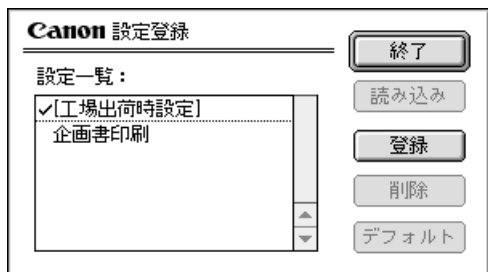 Canon 設定登録
設定一覧：
✓[工場出荷時設定]
企画書印刷
終了
読み込み
登録
削除
デフォルト